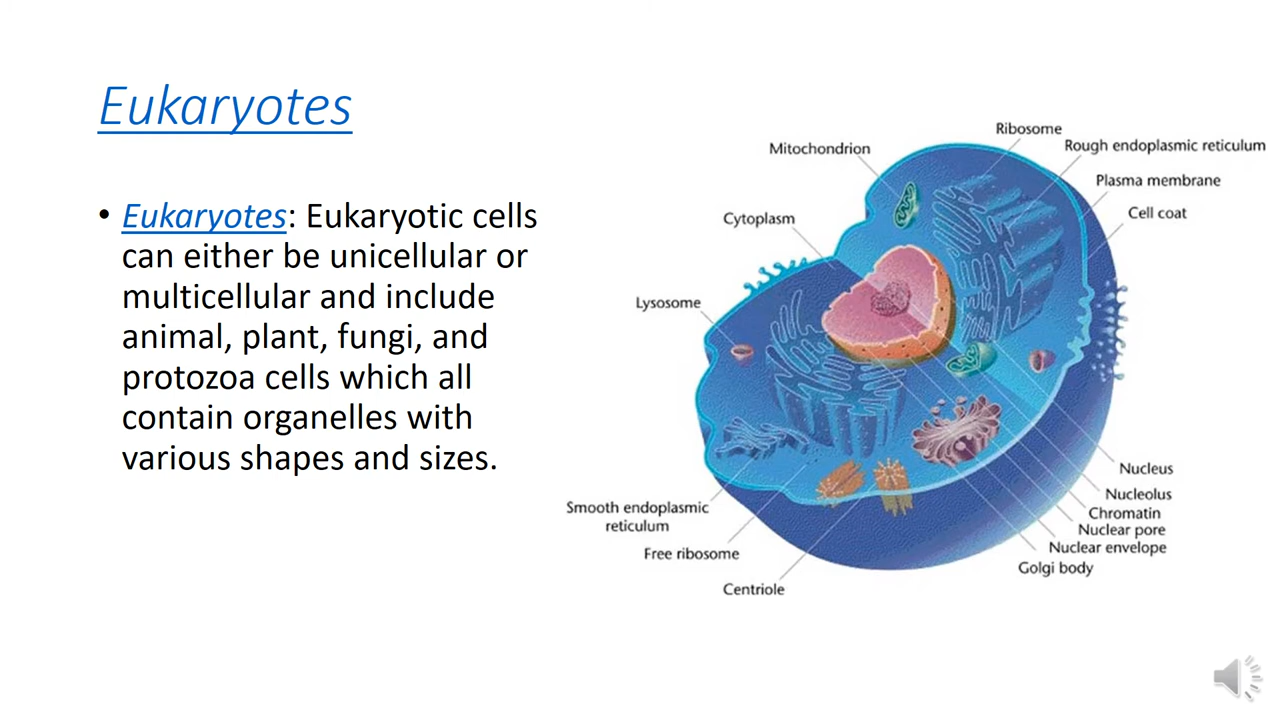 Eukaryotes
• Eukaryotes: Eukaryotic cells
can either be unicellular or
multicellular and include
animal, plant, fungi, and
protozoa cells which all
contain organelles with
various shapes and sizes.
Ribosome
Mitochondrion
Rough endoplasmic reticulum
Plasma membrane
Cell coat
Cytoplasm
Lysosome
Nucleus
Nucleolus
Chromatin
Nuclear pore
Nuclear envelope
Golgi body
Smooth endoplasmic
reticulum
Free ribosome
Centriole